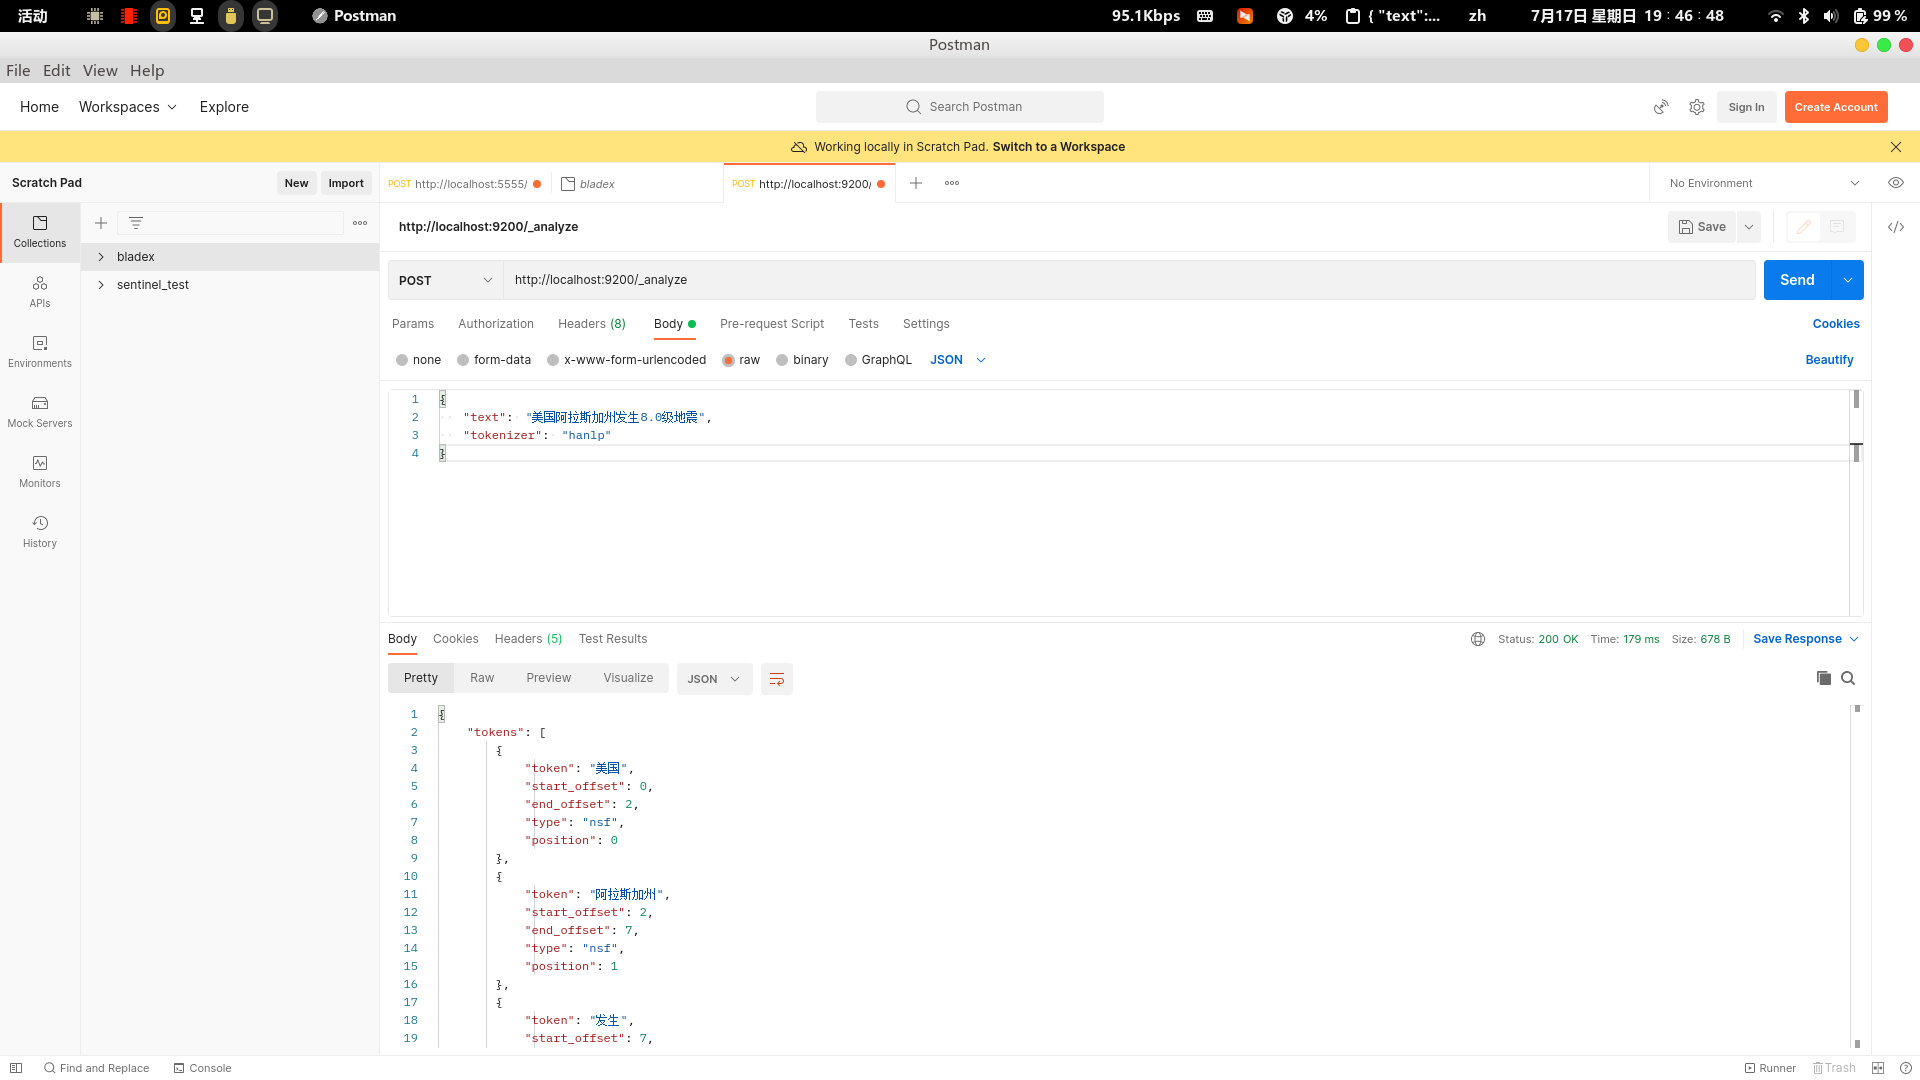 活动
Postman
95.1Kbps
4%
{ "text":...
zh
7月17日 星期日 19 : 46 : 48
99 %
Postman
File Edit View Help
Home Workspaces Explore
Search Postman
Sign In
Create Account
Working locally in Scratch Pad. Switch to a Workspace
Scratch Pad
New
Import
POST http://localhost:5555/
bladex
POST http://localhost:9200/
No Environment
Collections
APIs
Environments
Mock Servers
Monitors
History
bladex
sentinel_test
http://localhost:9200/_analyze
Save
POST
http://localhost:9200/_analyze
Send
Params Authorization Headers (8) Body Pre-request Script Tests Settings
Cookies
none form-data x-www-form-urlencoded raw binary GraphQL JSON
Beautify
1 {
2 "text": "美国阿拉斯加州发生8.0级地震",
3 "tokenizer": "hanlp"
4 }
Body Cookies Headers (5) Test Results
Status: 200 OK Time: 179 ms Size: 678 B
Save Response
Pretty Raw Preview Visualize JSON
1 {
2 "tokens": [
3 {
4 "token": "美国",
5 "start_offset": 0,
6 "end_offset": 2,
7 "type": "nsf",
8 "position": 0
9 },
10 {
11 "token": "阿拉斯加州",
12 "start_offset": 2,
13 "end_offset": 7,
14 "type": "nsf",
15 "position": 1
16 },
17 {
18 "token": "发生",
19 "start_offset": 7,
Find and Replace
Console
Runner
Trash